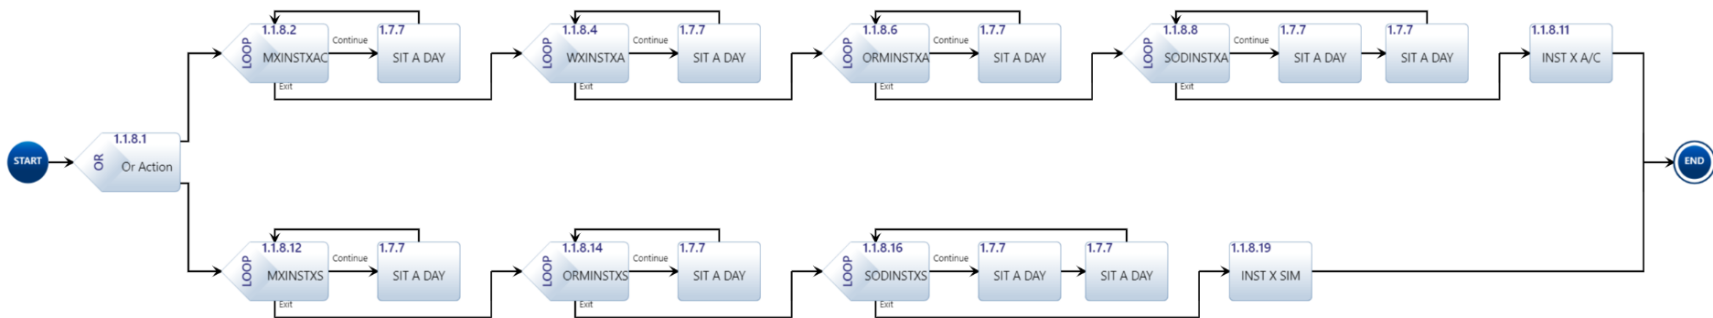 1.1.8.2
LOOP
MXINSTXAC
Continue
1.7.7
SIT A DAY
Exit
1.1.8.4
LOOP
WXINSTXA
Continue
1.7.7
SIT A DAY
Exit
1.1.8.6
LOOP
ORMINSTXA
Continue
1.7.7
SIT A DAY
Exit
1.1.8.8
LOOP
SODINSTXA
Continue
1.7.7
SIT A DAY
1.7.7
SIT A DAY
Exit
1.1.8.11
INST X A/C
START
1.1.8.1
OR
Or Action
END
1.1.8.12
LOOP
MXINSTXS
Continue
1.7.7
SIT A DAY
Exit
1.1.8.14
LOOP
ORMINSTXS
Continue
1.7.7
SIT A DAY
Exit
1.1.8.16
LOOP
SODINSTXS
Continue
1.7.7
SIT A DAY
1.7.7
SIT A DAY
Exit
1.1.8.19
INST X SIM